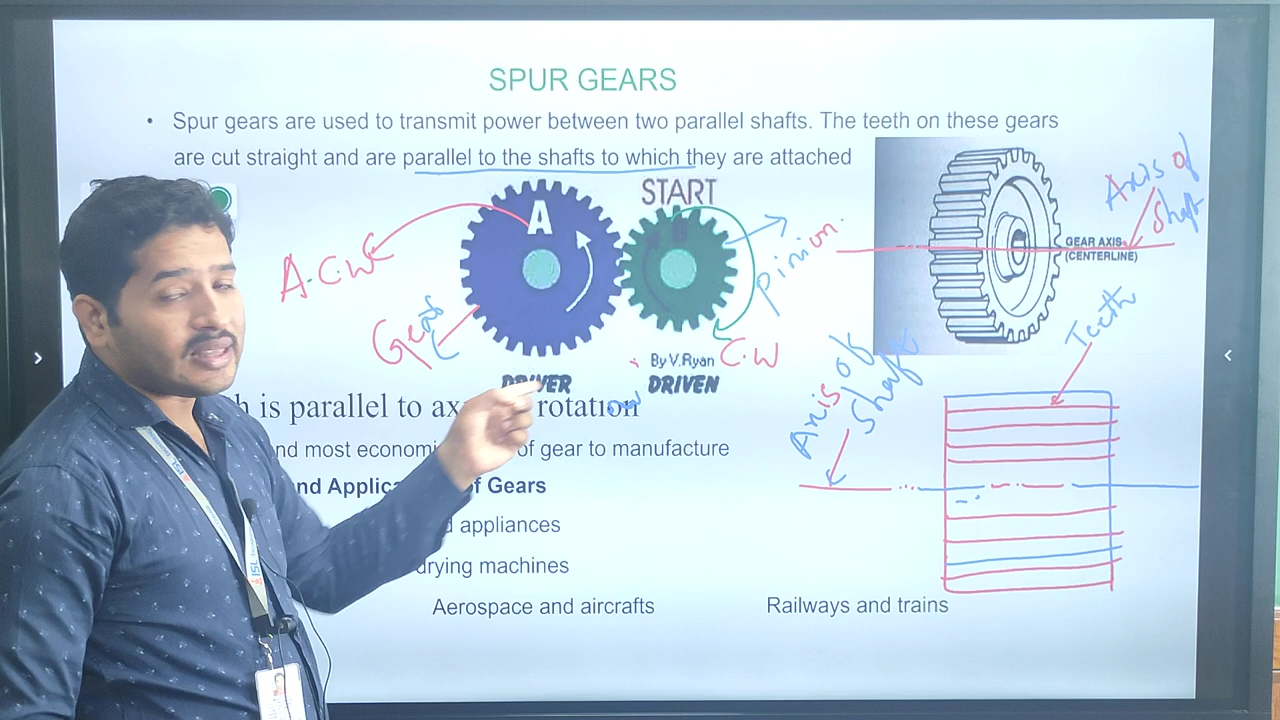 SPUR GEARS
• Spur gears are used to transmit power between two parallel shafts. The teeth on these gears
are cut straight and are parallel to the shafts to which they are attached
START
A
A.C.W
Gear
pinion.
Axis of
Shaft
GEAR AXIS
(CENTERLINE)
By V.Ryan
C.W
DRIVER
DRIVEN
Teeth
Axis of
Shaft
h is parallel to ax rotation
nd most economi of gear to manufacture
nd Applica f Gears
d appliances
drying machines
Aerospace and aircrafts
Railways and trains
ISL